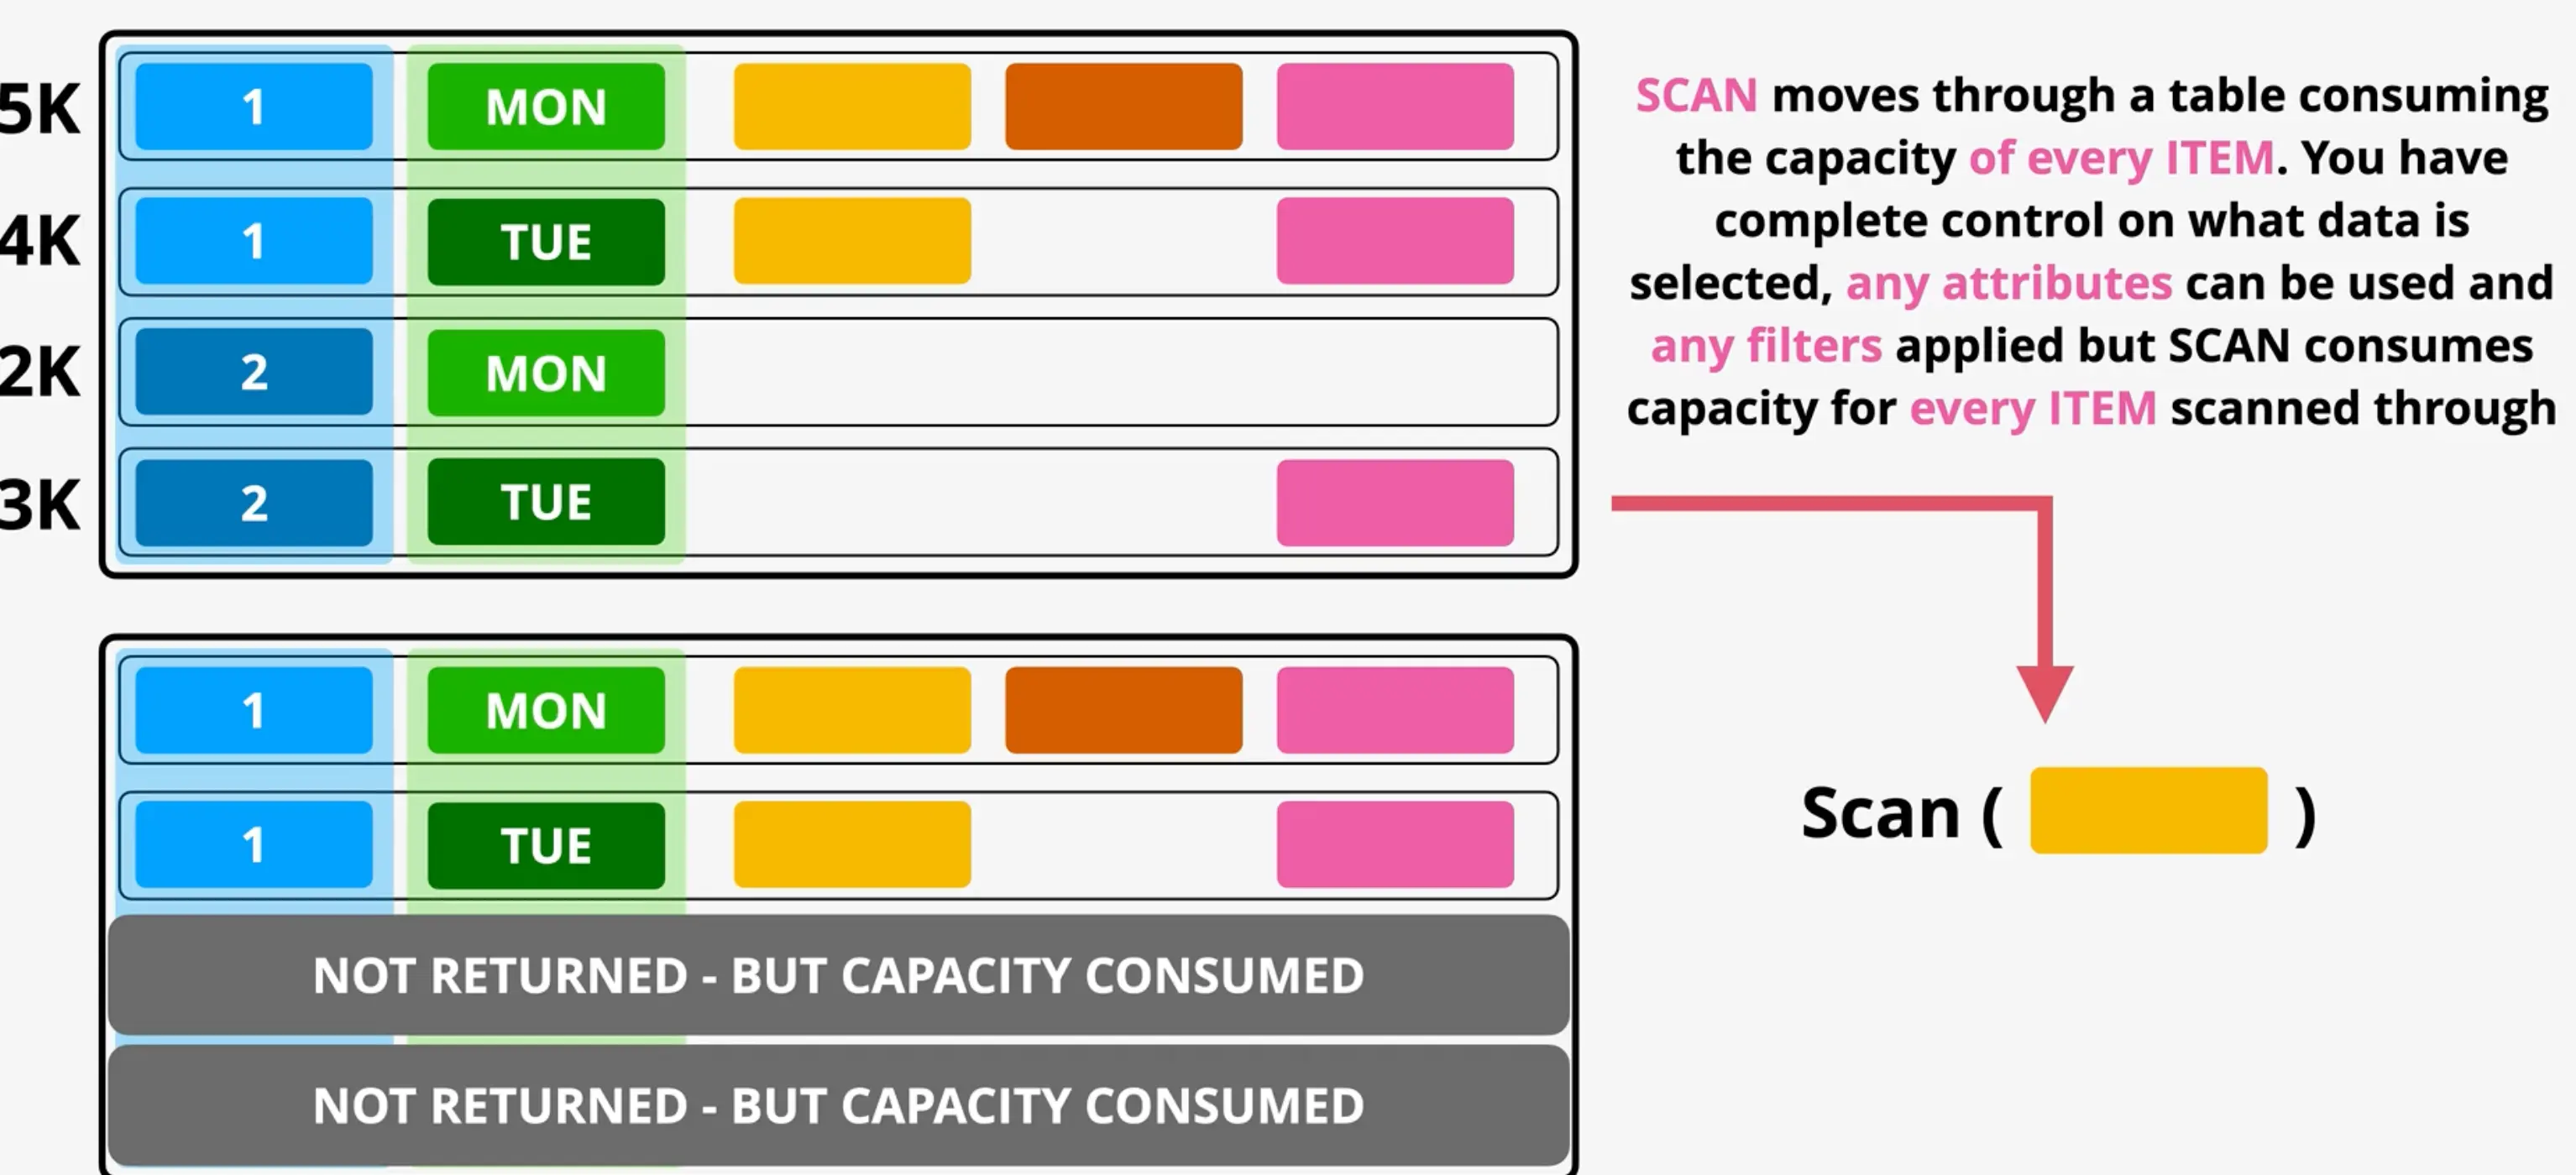 5K
1 MON
4K
1 TUE
2K
2 MON
3K
2 TUE
SCAN moves through a table consuming
the capacity of every ITEM. You have
complete control on what data is
selected, any attributes can be used and
any filters applied but SCAN consumes
capacity for every ITEM scanned through
1 MON
1 TUE
NOT RETURNED - BUT CAPACITY CONSUMED
NOT RETURNED - BUT CAPACITY CONSUMED
Scan ( )